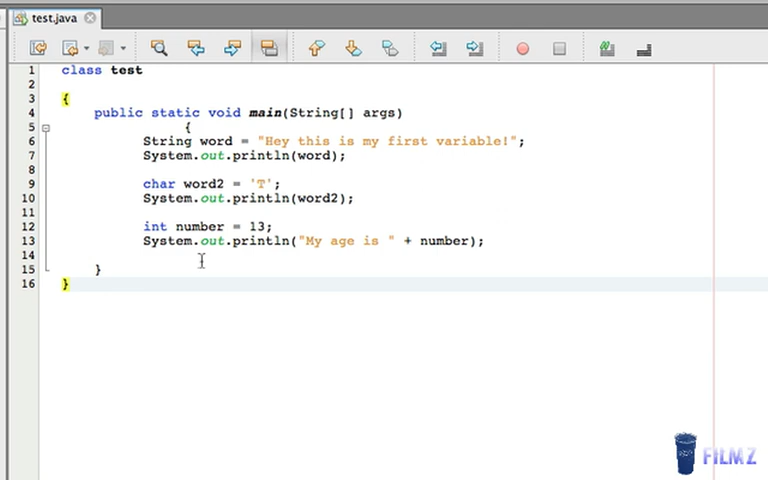 test.java
1 class test
2
3 {
4 public static void main(String[] args)
5 {
6 String word = "Hey this is my first variable!";
7 System.out.println(word);
8
9 char word2 = 'T';
10 System.out.println(word2);
11
12 int number = 13;
13 System.out.println("My age is " + number);
14
15 }
16 }
FILMZ